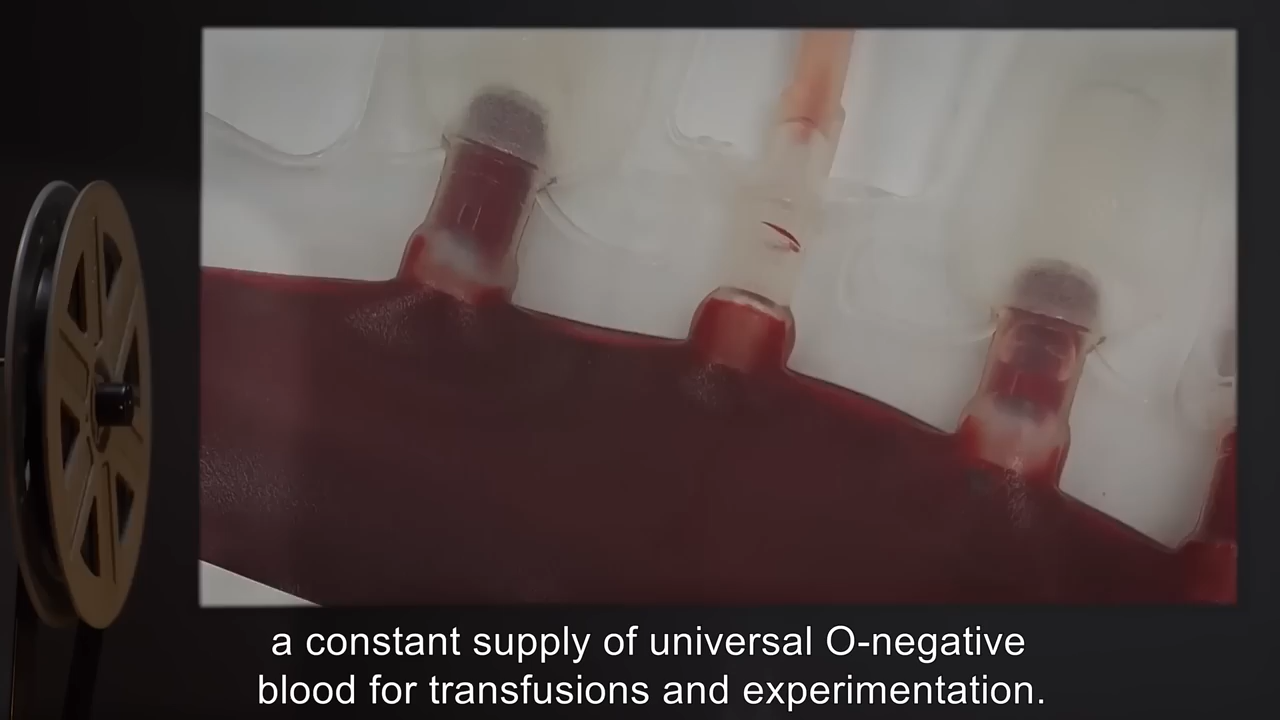 a constant supply of universal O-negative
blood for transfusions and experimentation.